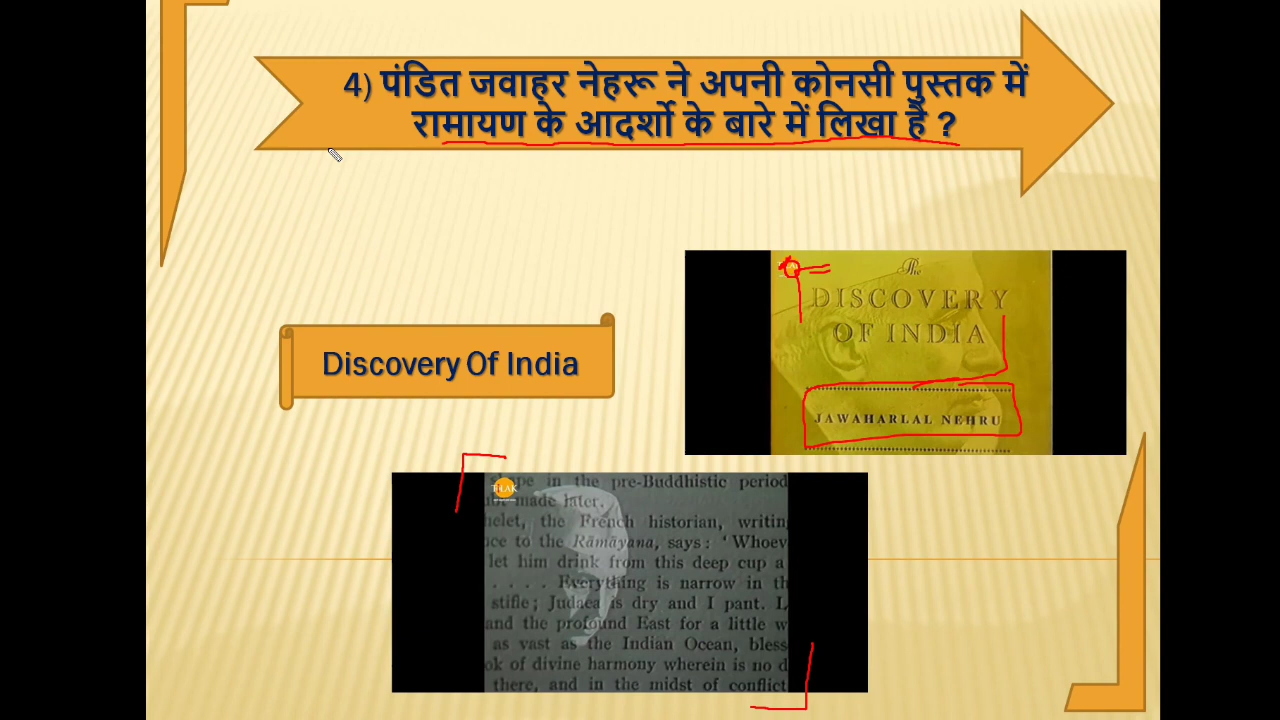 4) पंडित जवाहर नेहरू ने अपनी कोनसी पुस्तक में
रामायण के आदर्शो के बारे में लिखा है ?
The
DISCOVERY
OF INDIA
JAWAHARLAL NEHRU
Discovery Of India
TILAK
in the pre-Buddhistic period
made later.
the French historian, writing
to the Rāmāyana, says: ' Whoev
let him drink from this deep cup a
. . . . . Everything is narrow in th
stifle; Judaea is dry and I pant. L
and the profound East for a little w
as vast as the Indian Ocean, bless
ok of divine harmony wherein is no d
there, and in the midst of conflict